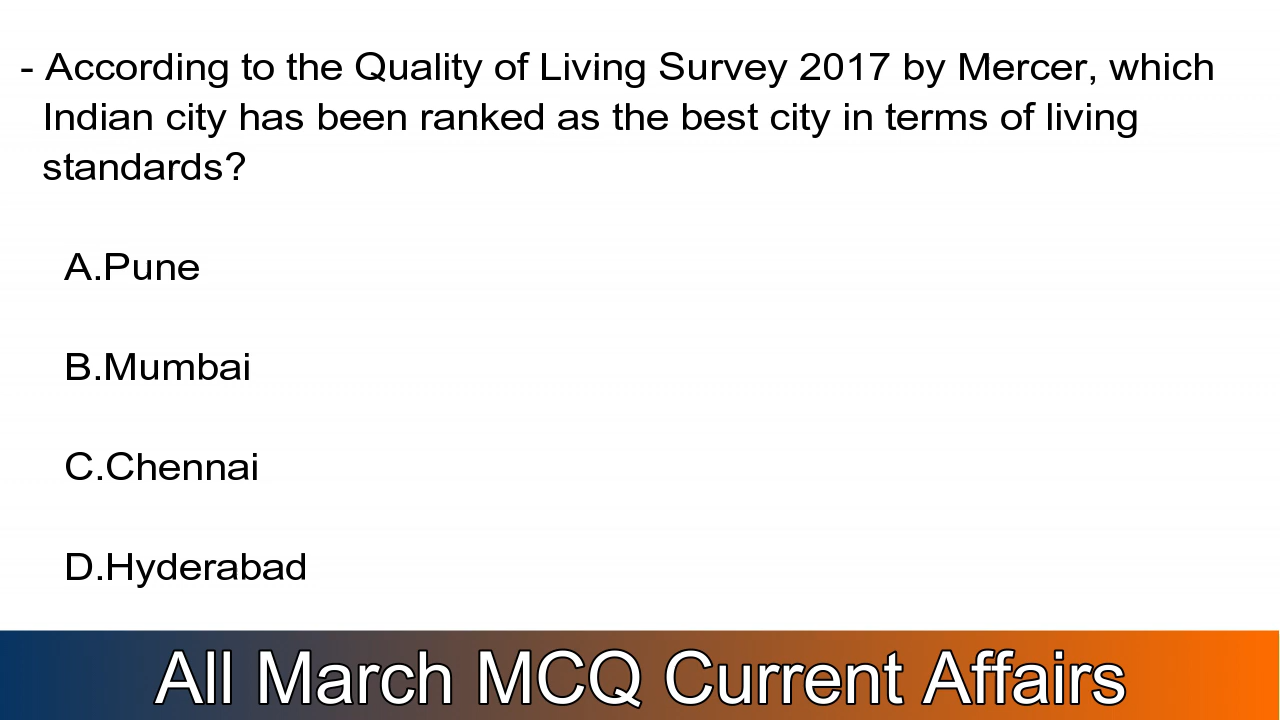 - According to the Quality of Living Survey 2017 by Mercer, which
Indian city has been ranked as the best city in terms of living
standards?
A.Pune
B.Mumbai
C.Chennai
D.Hyderabad
All March MCQ Current Affairs